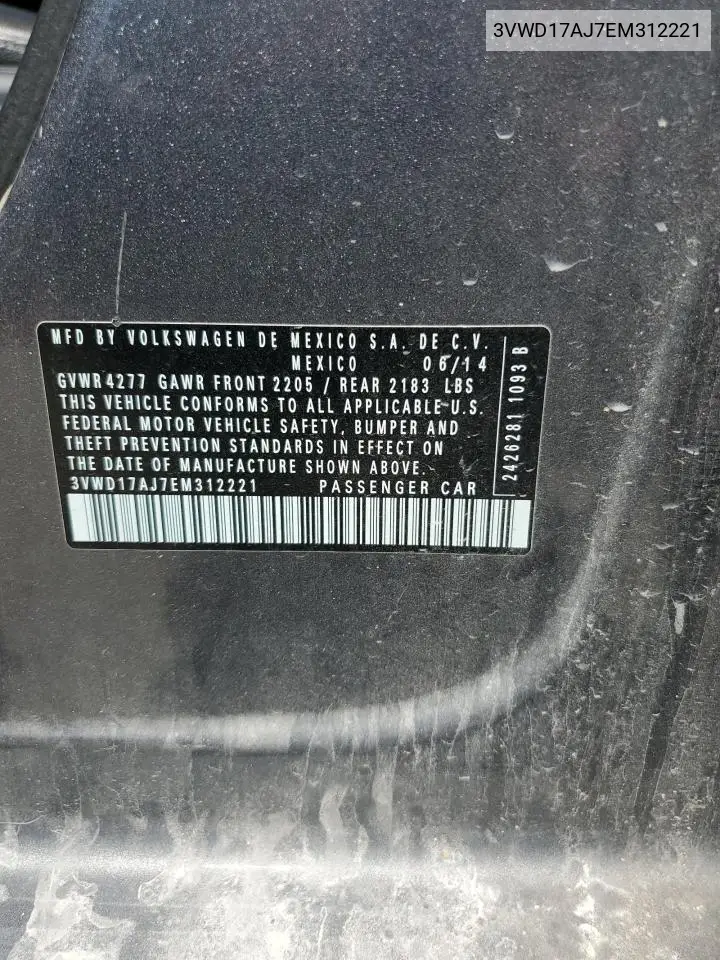 3VWD17AJ7EM312221
MFD BY VOLKSWAGEN DE MEXICO S.A. DE C.V.
MEXICO 06/14
GVWR 4277 GAWR FRONT 2205 / REAR 2183 LBS
THIS VEHICLE CONFORMS TO ALL APPLICABLE U.S.
FEDERAL MOTOR VEHICLE SAFETY, BUMPER AND
THEFT PREVENTION STANDARDS IN EFFECT ON
THE DATE OF MANUFACTURE SHOWN ABOVE.
3VWD17AJ7EM312221 PASSENGER CAR
2426281 1093 B